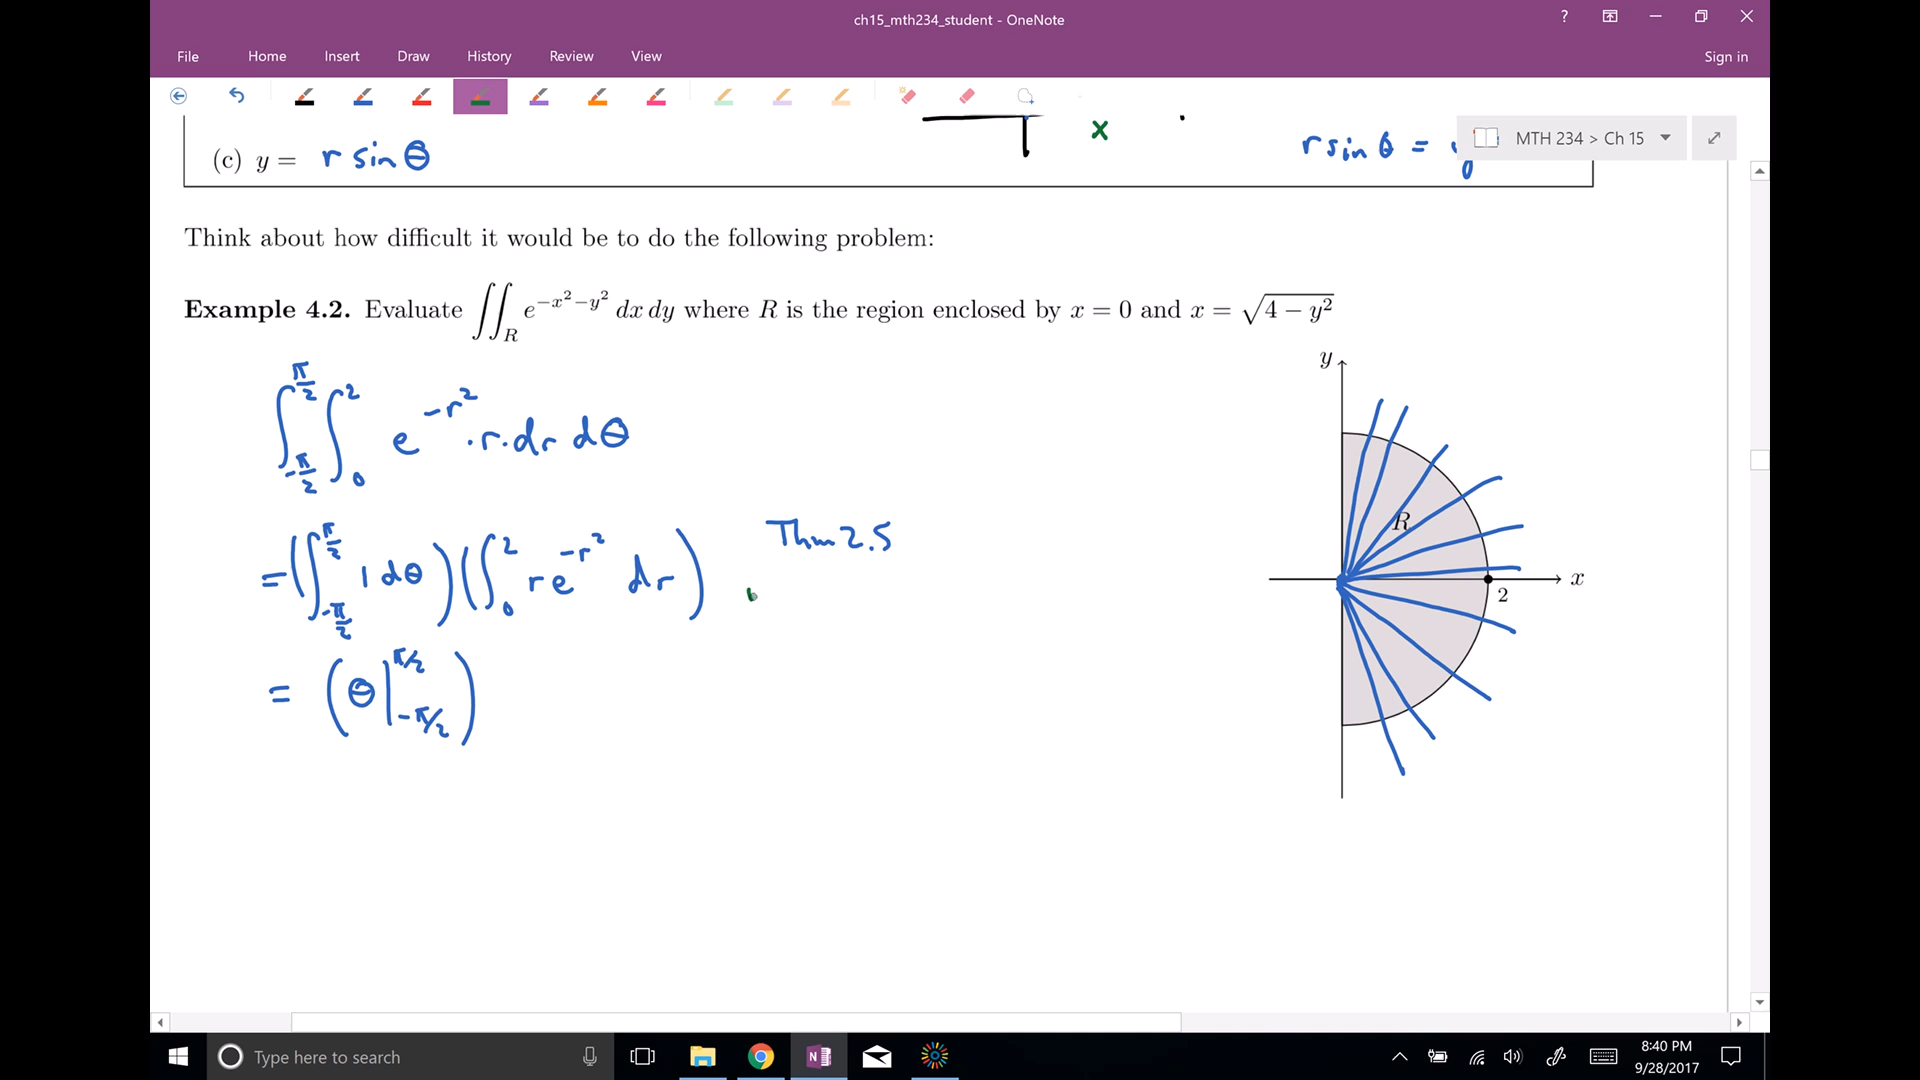 ch15_mth234_student - OneNote
?
File Home Insert Draw History Review View Sign in
MTH 234 > Ch 15
x
(c) y = r sin θ
r sin θ = y
Think about how difficult it would be to do the following problem:
Example 4.2. Evaluate ∬_R e^{−x²−y²} dx dy where R is the region enclosed by x = 0 and x = √(4 − y²)
∫_{-π/2}^{π/2} ∫_0^2 e^{-r²} · r · dr dθ
= (∫_{-π/2}^{π/2} 1 dθ) (∫_0^2 r e^{-r²} dr) Thm 2.5
= (θ |_{-π/2}^{π/2})
y
R
x
2
Type here to search
8:40 PM
9/28/2017